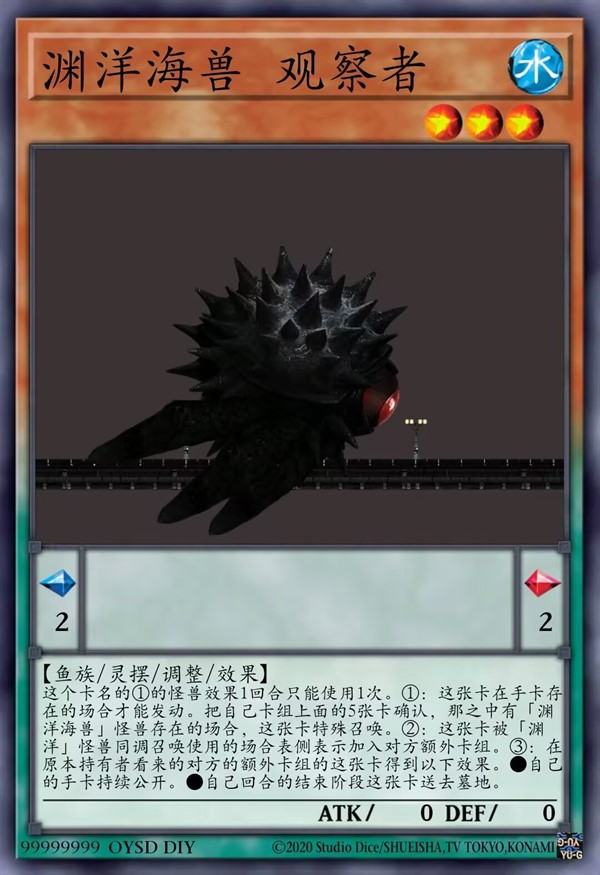 渊洋海兽 观察者
水
2
2
【鱼族/灵摆/调整/效果】
这个卡名的①的怪兽效果1回合只能使用1次。①：这张卡在手卡存
在的场合才能发动。把自己卡组上面的5张卡确认，那之中有「渊
洋海兽」怪兽存在的场合，这张卡特殊召唤。②：这张卡被「渊
洋」怪兽同调召唤使用的场合表侧表示加入对方额外卡组。③：在
原本持有者看来的对方的额外卡组的这张卡得到以下效果。●自己
的手卡持续公开。●自己回合的结束阶段这张卡送去墓地。
ATK/ 0 DEF/ 0
99999999 OYSD DIY ©2020 Studio Dice/SHUEISHA,TV TOKYO,KONAMI